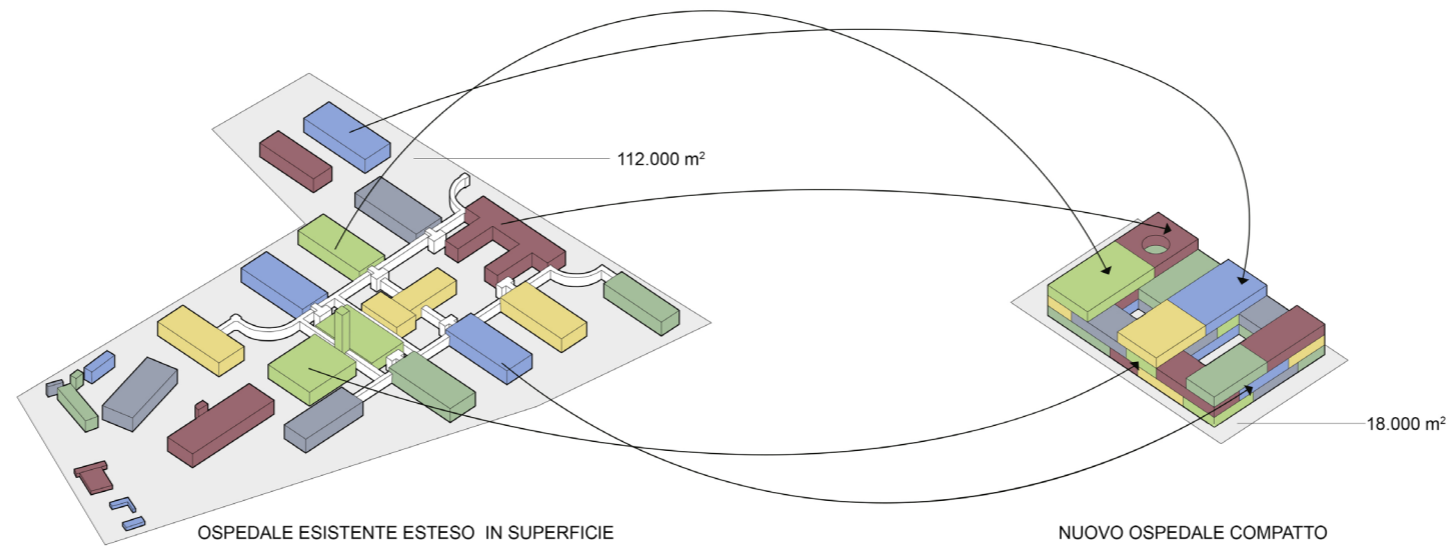 112.000 m²
18.000 m²
OSPEDALE ESISTENTE ESTESO IN SUPERFICIE
NUOVO OSPEDALE COMPATTO